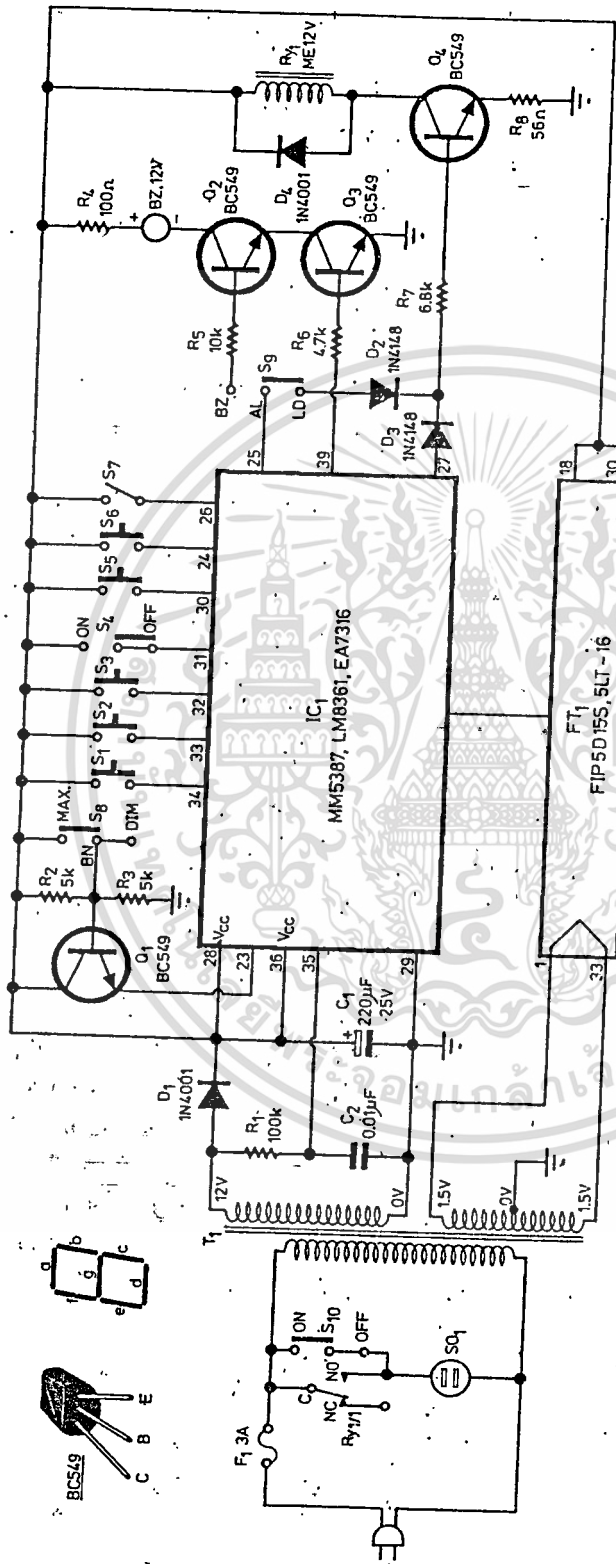 BC549
C
B
E
a
b
c
d
e
f
g
F1 3A
C
NC
NO
Ry1/1
ON
S10
OFF
SO1
T1
12V
0V
1.5V
0V
1.5V
D1
1N4001
R1
100k
C2
0.01µF
C1
220µF
25V
+
Q1
BC549
R2
5k
R3
5k
BN
MAX.
S8
DIM
S1
S2
S3
ON
S4
OFF
S5
S6
S7
28 VCC
23
36 VCC
35
29
34
33
32
31
30
24
26
25
39
27
IC1
MM5387, LM8361, EA7316
FT1
FIP5D15S, 5LT-16
1
33
18
AL
S9
LD
BZ
R5
10k
R6
4.7k
D2
1N4148
D3
1N4148
R7
6.8k
R4
100Ω
+
BZ.12V
-
Q2
BC549
Q3
BC549
D4
1N4001
Ry1
ME12V
Q4
BC549
R8
56Ω